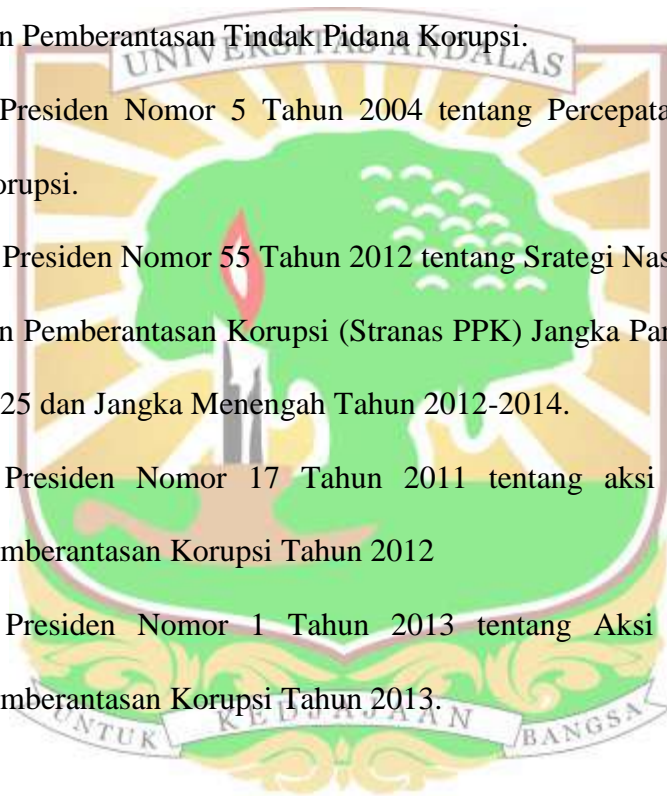 n Pemberantasan Tindak Pidana Korupsi.
UNIVERSITAS ANDALAS
Presiden Nomor 5 Tahun 2004 tentang Percepata
orupsi.
Presiden Nomor 55 Tahun 2012 tentang Srategi Nas
n Pemberantasan Korupsi (Stranas PPK) Jangka Pan
25 dan Jangka Menengah Tahun 2012-2014.
Presiden Nomor 17 Tahun 2011 tentang aksi
mberantasan Korupsi Tahun 2012
Presiden Nomor 1 Tahun 2013 tentang Aksi
mberantasan Korupsi Tahun 2013.
UNTUK KEDJAJAAN BANGSA